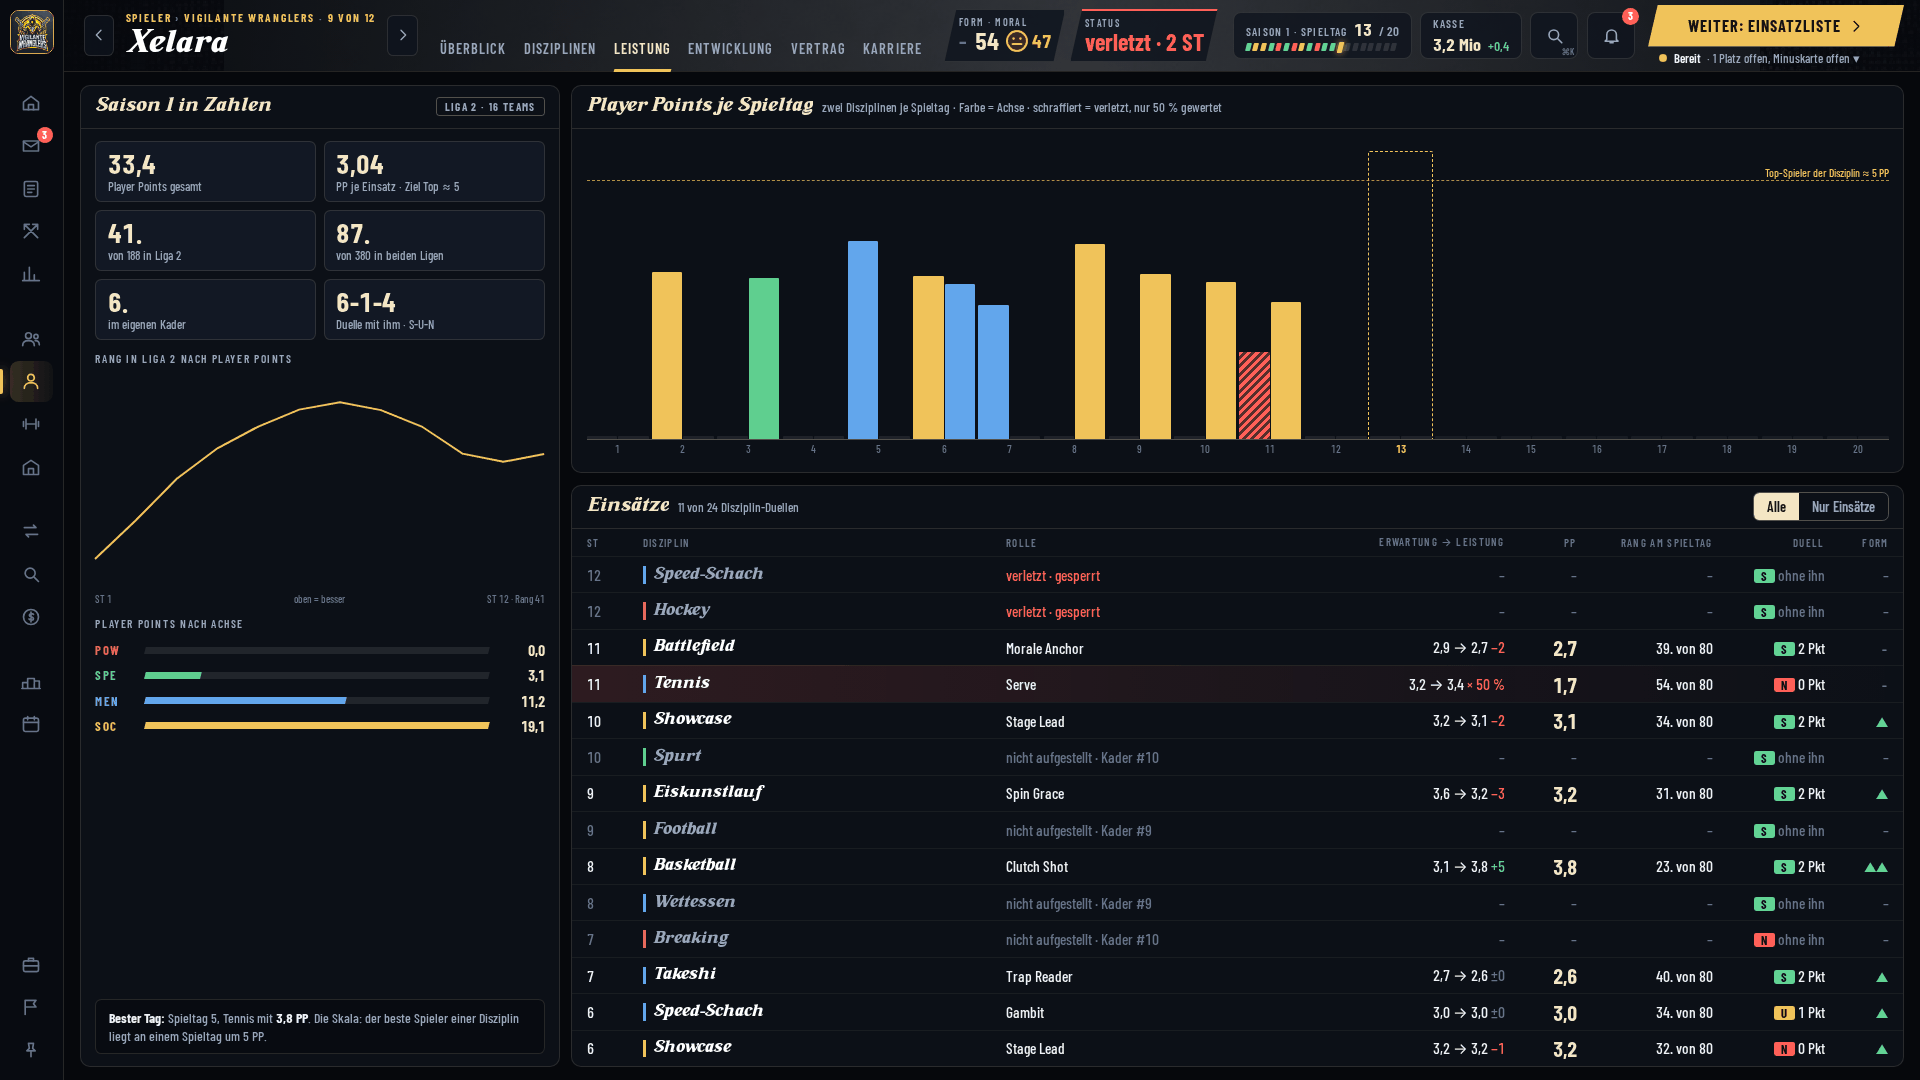 SPIELER › VIGILANTE WRANGLERS · 9 VON 12
Xelara
ÜBERBLICK DISZIPLINEN LEISTUNG ENTWICKLUNG VERTRAG KARRIERE
FORM · MORAL
– 54 47
STATUS
verletzt · 2 ST
SAISON 1 · SPIELTAG 13 / 20
KASSE
3,2 Mio +0,4
⌘K
3
WEITER: EINSATZLISTE
Bereit · 1 Platz offen, Minuskarte offen ▾
3
Saison 1 in Zahlen
LIGA 2 · 16 TEAMS
33,4
Player Points gesamt
3,04
PP je Einsatz · Ziel Top ≈ 5
41.
von 188 in Liga 2
87.
von 380 in beiden Ligen
6.
im eigenen Kader
6-1-4
Duelle mit ihm · S-U-N
RANG IN LIGA 2 NACH PLAYER POINTS
ST 1 oben = besser ST 12 · Rang 41
PLAYER POINTS NACH ACHSE
POW 0,0
SPE 3,1
MEN 11,2
SOC 19,1
Bester Tag: Spieltag 5, Tennis mit 3,8 PP. Die Skala: der beste Spieler einer Disziplin
liegt an einem Spieltag um 5 PP.
Player Points je Spieltag zwei Disziplinen je Spieltag · Farbe = Achse · schraffiert = verletzt, nur 50 % gewertet
Top-Spieler der Disziplin ≈ 5 PP
1 2 3 4 5 6 7 8 9 10 11 12 13 14 15 16 17 18 19 20
Einsätze 11 von 24 Disziplin-Duellen
Alle Nur Einsätze
ST DISZIPLIN ROLLE ERWARTUNG → LEISTUNG PP RANG AM SPIELTAG DUELL FORM
12 Speed-Schach verletzt · gesperrt – – – S ohne ihn –
12 Hockey verletzt · gesperrt – – – S ohne ihn –
11 Battlefield Morale Anchor 2,9 → 2,7 −2 2,7 39. von 80 S 2 Pkt –
11 Tennis Serve 3,2 → 3,4 × 50 % 1,7 54. von 80 N 0 Pkt –
10 Showcase Stage Lead 3,2 → 3,1 −2 3,1 34. von 80 S 2 Pkt ▲
10 Spurt nicht aufgestellt · Kader #10 – – – S ohne ihn –
9 Eiskunstlauf Spin Grace 3,6 → 3,2 −3 3,2 31. von 80 S 2 Pkt ▲
9 Football nicht aufgestellt · Kader #9 – – – S ohne ihn –
8 Basketball Clutch Shot 3,1 → 3,8 +5 3,8 23. von 80 S 2 Pkt ▲▲
8 Wettessen nicht aufgestellt · Kader #9 – – – S ohne ihn –
7 Breaking nicht aufgestellt · Kader #10 – – – N ohne ihn –
7 Takeshi Trap Reader 2,7 → 2,6 ±0 2,6 40. von 80 S 2 Pkt ▲
6 Speed-Schach Gambit 3,0 → 3,0 ±0 3,0 34. von 80 U 1 Pkt ▲
6 Showcase Stage Lead 3,2 → 3,2 −1 3,2 32. von 80 N 0 Pkt ▲